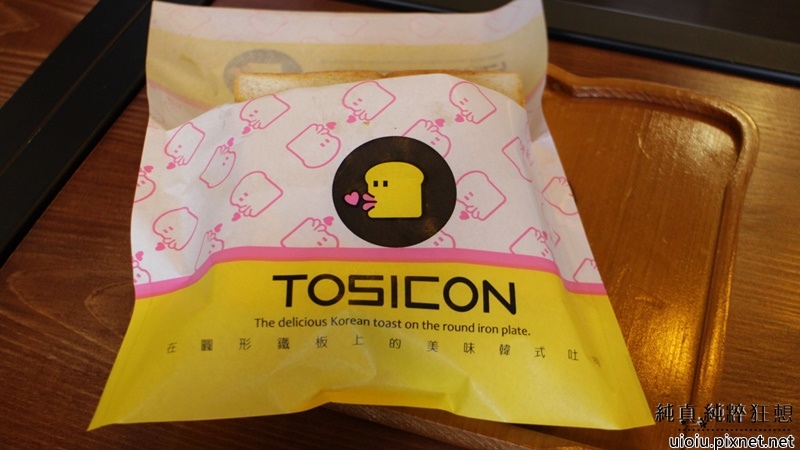 TOSICON
The delicious Korean toast on the round iron plate.
在圓形鐵板上的美味韓式吐
純真,純粹狂想
uioiu.pixnet.net